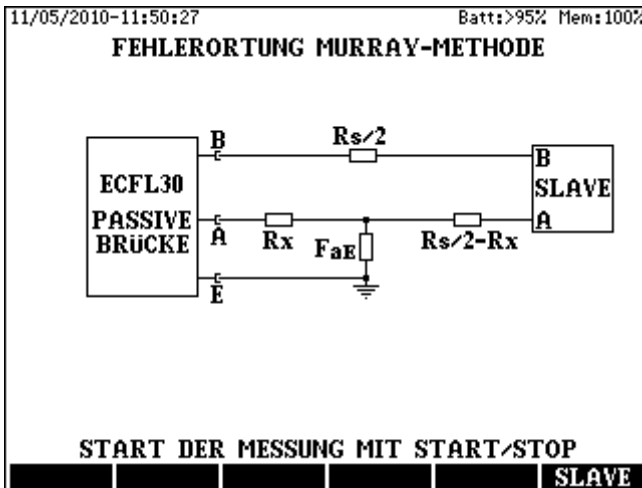 11/05/2010-11:50:27 Batt:>95% Mem:100%
FEHLERORTUNG MURRAY-METHODE
B Rs/2 B
ECFL30 SLAVE
PASSIVE A Rx FaE Rs/2-Rx A
BRÜCKE
E
START DER MESSUNG MIT START/STOP
SLAVE